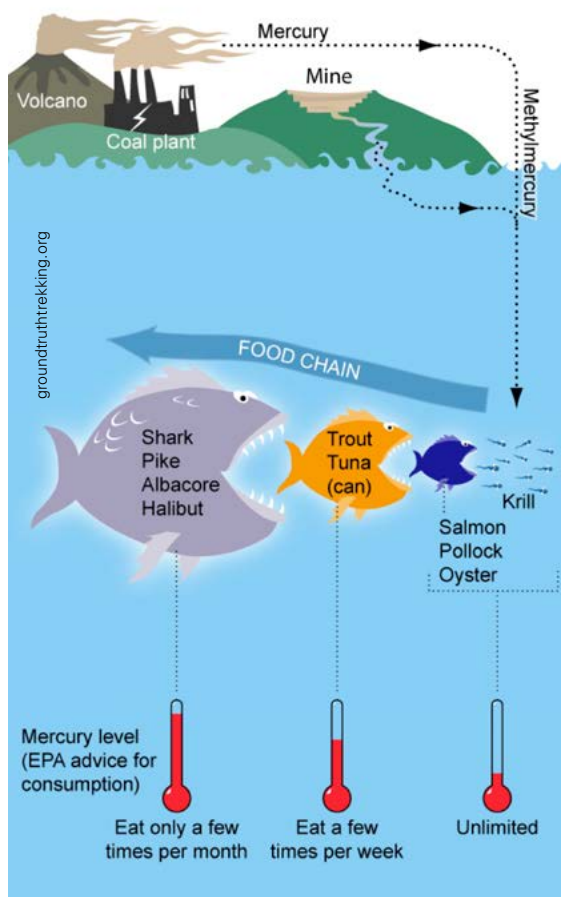 Mercury
Mine
Volcano
Coal plant
Methylmercury
groundtruthtrekking.org
FOOD CHAIN
Shark
Pike
Albacore
Halibut
Trout
Tuna
(can)
Krill
Salmon
Pollock
Oyster
Mercury level
(EPA advice for
consumption)
Eat only a few
times per month
Eat a few
times per week
Unlimited